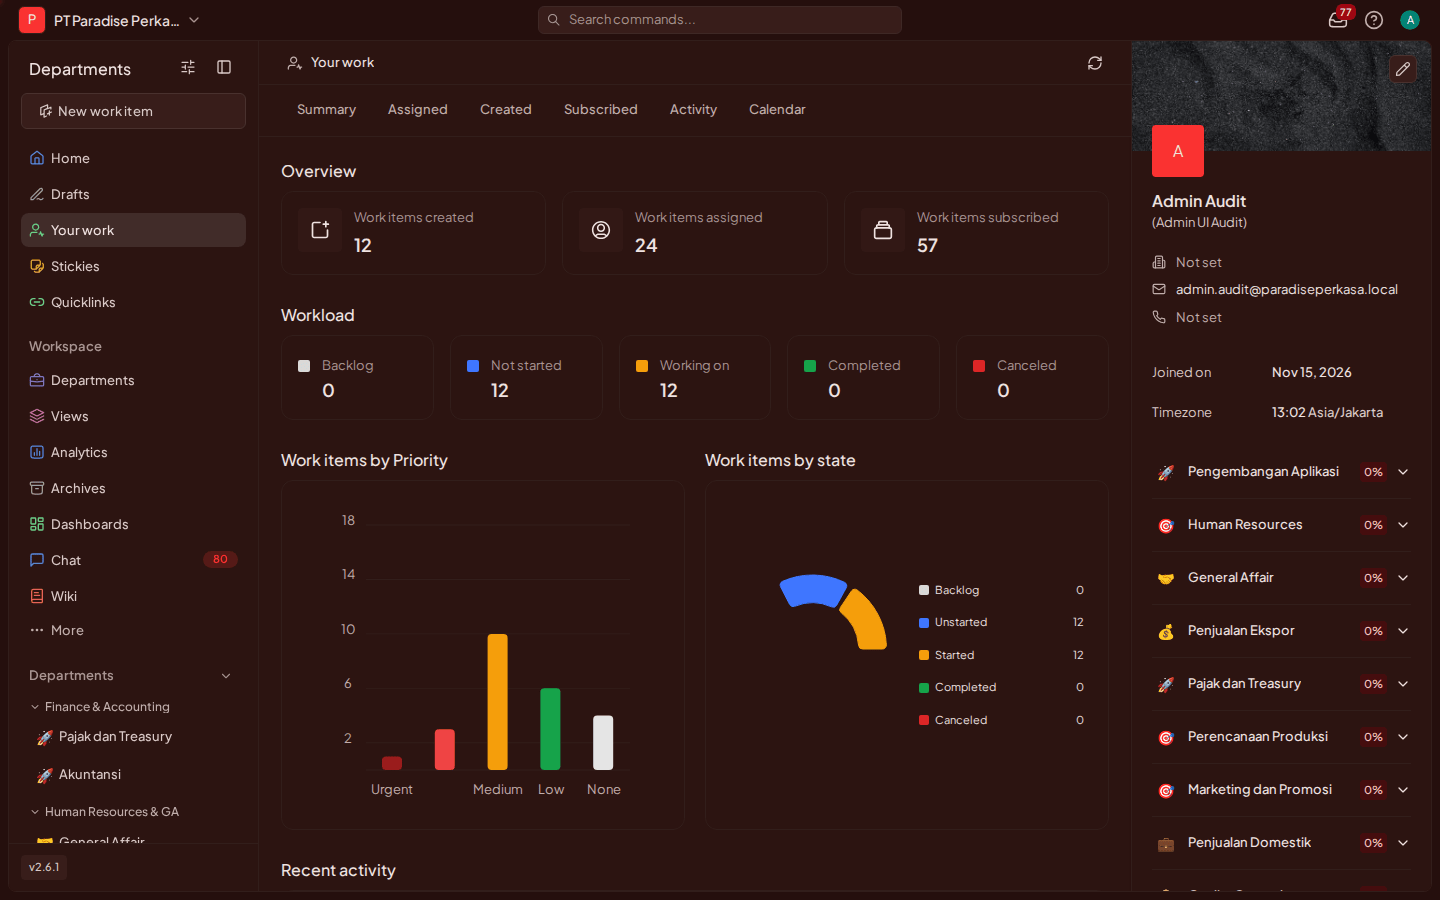 P PT Paradise Perka...
Search commands...
77
A
Departments
New work item
Home
Drafts
Your work
Stickies
Quicklinks
Workspace
Departments
Views
Analytics
Archives
Dashboards
Chat 80
Wiki
More
Departments
Finance & Accounting
Pajak dan Treasury
Akuntansi
Human Resources & GA
General Affair
v2.6.1
Your work
Summary Assigned Created Subscribed Activity Calendar
Overview
Work items created
12
Work items assigned
24
Work items subscribed
57
Workload
Backlog
0
Not started
12
Working on
12
Completed
0
Canceled
0
Work items by Priority
18
14
10
6
2
Urgent Medium Low None
Work items by state
Backlog 0
Unstarted 12
Started 12
Completed 0
Canceled 0
Recent activity
A
Admin Audit
(Admin UI Audit)
Not set
admin.audit@paradiseperkasa.local
Not set
Joined on Nov 15, 2026
Timezone 13:02 Asia/Jakarta
Pengembangan Aplikasi 0%
Human Resources 0%
General Affair 0%
Penjualan Ekspor 0%
Pajak dan Treasury 0%
Perencanaan Produksi 0%
Marketing dan Promosi 0%
Penjualan Domestik 0%